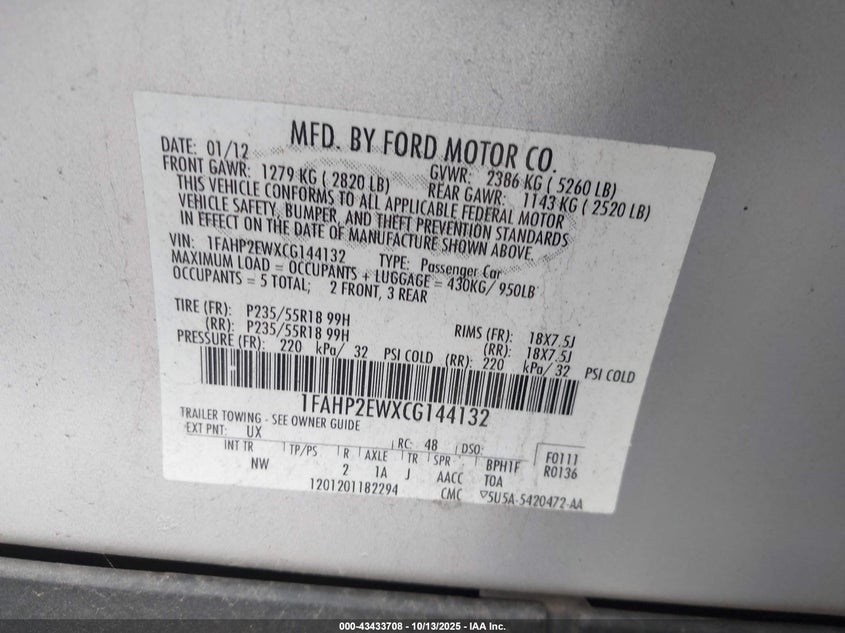 MFD. BY FORD MOTOR CO.
DATE: 01/12 GVWR: 2386 KG ( 5260 LB)
FRONT GAWR: 1279 KG ( 2820 LB) REAR GAWR: 1143 KG ( 2520 LB)
THIS VEHICLE CONFORMS TO ALL APPLICABLE FEDERAL MOTOR
VEHICLE SAFETY, BUMPER, AND THEFT PREVENTION STANDARDS
IN EFFECT ON THE DATE OF MANUFACTURE SHOWN ABOVE.
VIN: 1FAHP2EWXCG144132 TYPE: Passenger Car
MAXIMUM LOAD = OCCUPANTS + LUGGAGE = 430KG/ 950LB
OCCUPANTS = 5 TOTAL; 2 FRONT, 3 REAR
TIRE (FR): P235/55R18 99H RIMS (FR): 18X7.5J
(RR): P235/55R18 99H (RR): 18X7.5J
PRESSURE (FR): 220 kPa/ 32 PSI COLD (RR): 220 kPa/ 32 PSI COLD
1FAHP2EWXCG144132
TRAILER TOWING - SEE OWNER GUIDE
EXT PNT: UX RC: 48 DSO:
INT TR TP/PS R AXLE TR SPR BPH1F F0111
NW 2 1A J AACC TOA R0136
1201201182294 CMC SU5A-5420472-AA
000-43433708 - 10/13/2025 - IAA Inc.